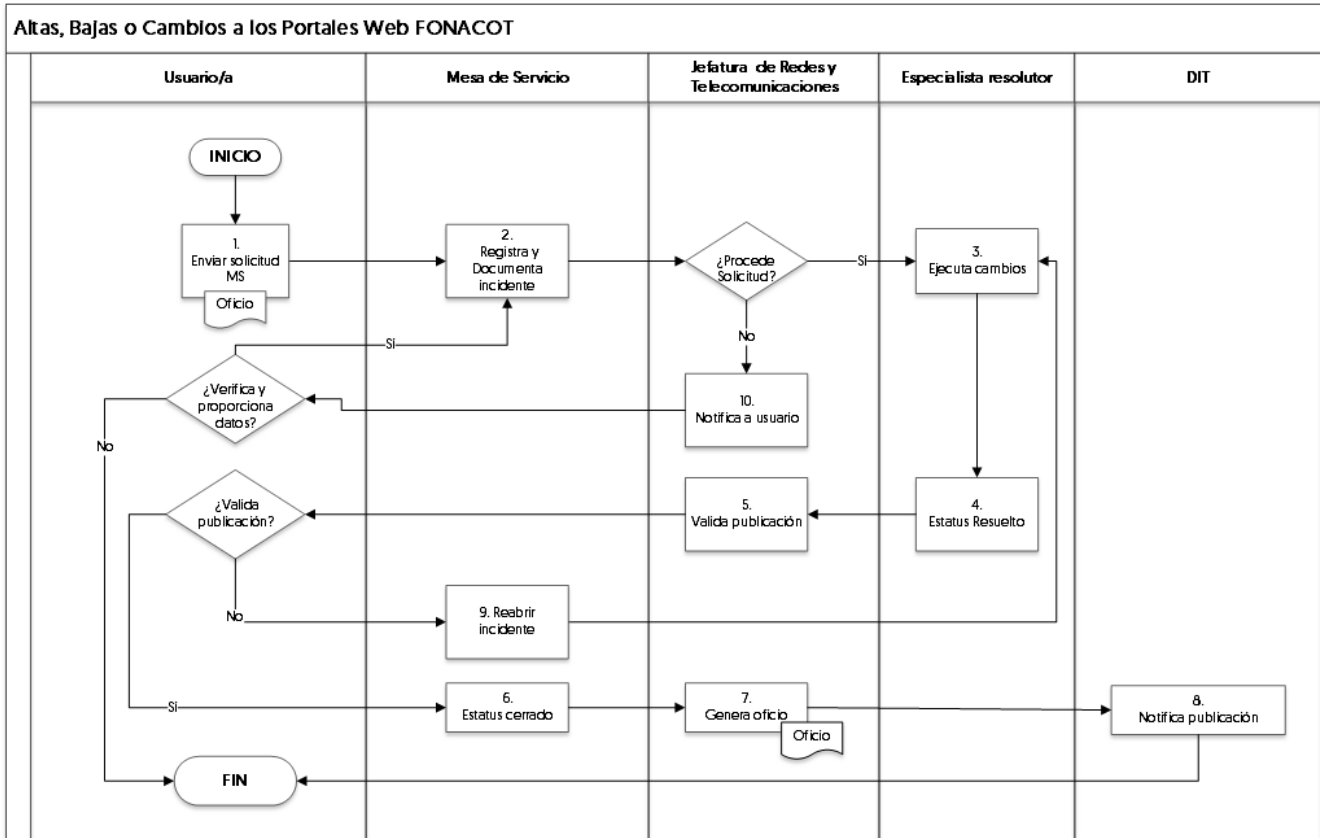 Altas, Bajas o Cambios a los Portales Web FONACOT
Usuario/a
Mesa de Servicio
Jefatura de Redes y
Telecomunicaciones
Especialista resolutor
DIT
INICIO
1.
Enviar solicitud
MS
Oficio
2.
Registra y
Documenta
incidente
¿Procede
Solicitud?
Si
3.
Ejecuta cambios
No
Sí
¿Verifica y
proporciona
datos?
10.
Notifica a usuario
No
¿Valida
publicación?
5.
Valida publicación
4.
Estatus Resuelto
No
9. Reabrir
incidente
Sí
6.
Estatus cerrado
7.
Genera oficio
Oficio
8.
Notifica publicación
FIN